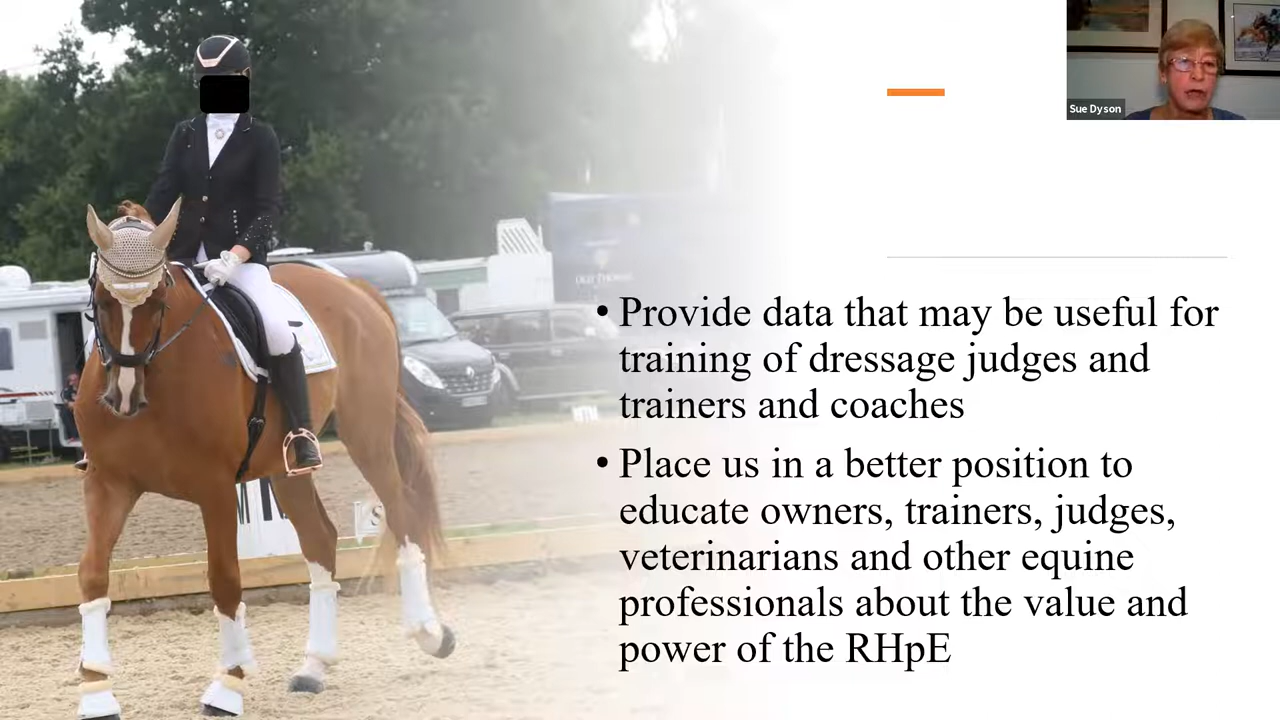 Sue Dyson
• Provide data that may be useful for
training of dressage judges and
trainers and coaches
• Place us in a better position to
educate owners, trainers, judges,
veterinarians and other equine
professionals about the value and
power of the RHpE